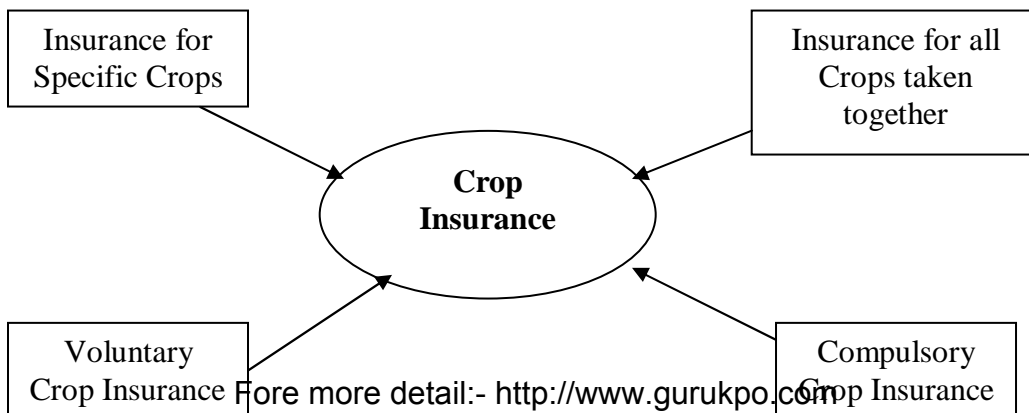 Insurance for
Specific Crops
Insurance for all
Crops taken
together
Crop
Insurance
Voluntary
Crop Insurance
Compulsory
Crop Insurance
Fore more detail:- http://www.gurukpo.com